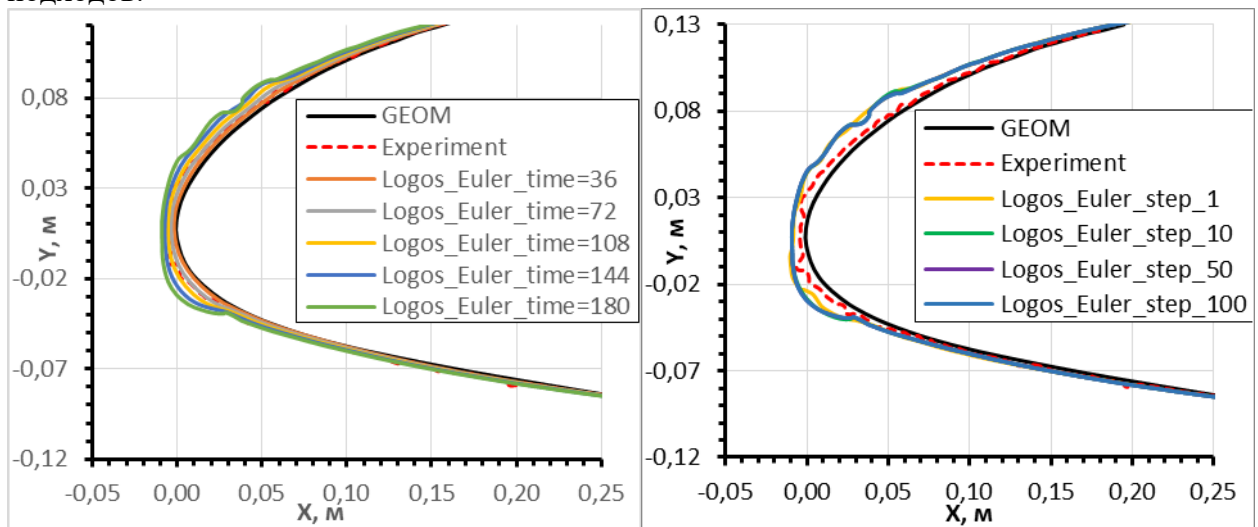 подходов.
0,08
0,03
-0,02
-0,07
-0,12
Y, м
GEOM
Experiment
Logos_Euler_time=36
Logos_Euler_time=72
Logos_Euler_time=108
Logos_Euler_time=144
Logos_Euler_time=180
-0,05 0,00 0,05 0,10 0,15 0,20 0,25
X, м
0,13
0,08
0,03
-0,02
-0,07
-0,12
Y, м
GEOM
Experiment
Logos_Euler_step_1
Logos_Euler_step_10
Logos_Euler_step_50
Logos_Euler_step_100
-0,05 0,00 0,05 0,10 0,15 0,20 0,25
X, м